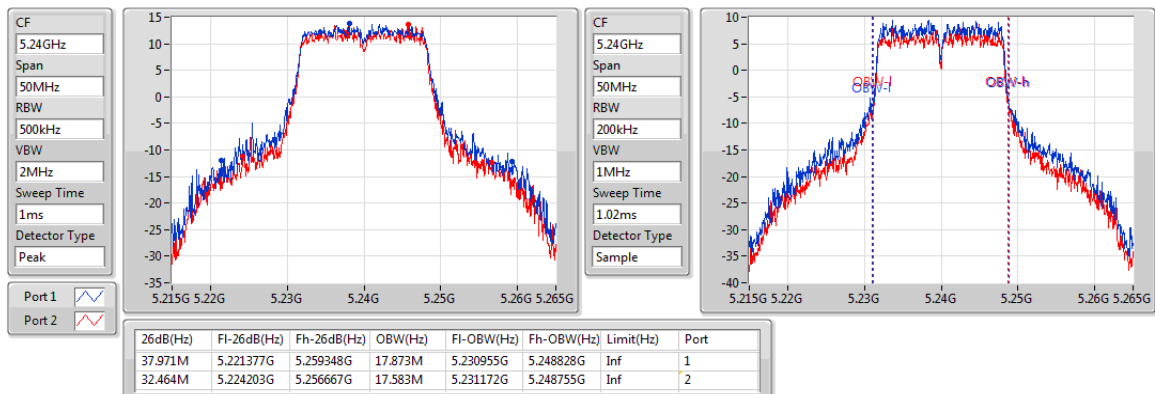 CF
5.24GHz
Span
50MHz
RBW
500kHz
VBW
2MHz
Sweep Time
1ms
Detector Type
Peak
Port 1
Port 2
15
10
5
0
-5
-10
-15
-20
-25
-30
-35
5.215G 5.22G 5.23G 5.24G 5.25G 5.26G 5.265G
CF
5.24GHz
Span
50MHz
RBW
200kHz
VBW
1MHz
Sweep Time
1.02ms
Detector Type
Sample
10
5
0
-5
-10
-15
-20
-25
-30
-35
-40
OBW-l
OBW-l
OBW-h
OBW-h
5.215G 5.22G 5.23G 5.24G 5.25G 5.26G 5.265G
26dB(Hz) Fl-26dB(Hz) Fh-26dB(Hz) OBW(Hz) Fl-OBW(Hz) Fh-OBW(Hz) Limit(Hz) Port
37.971M 5.221377G 5.259348G 17.873M 5.230955G 5.248828G Inf 1
32.464M 5.224203G 5.256667G 17.583M 5.231172G 5.248755G Inf 2